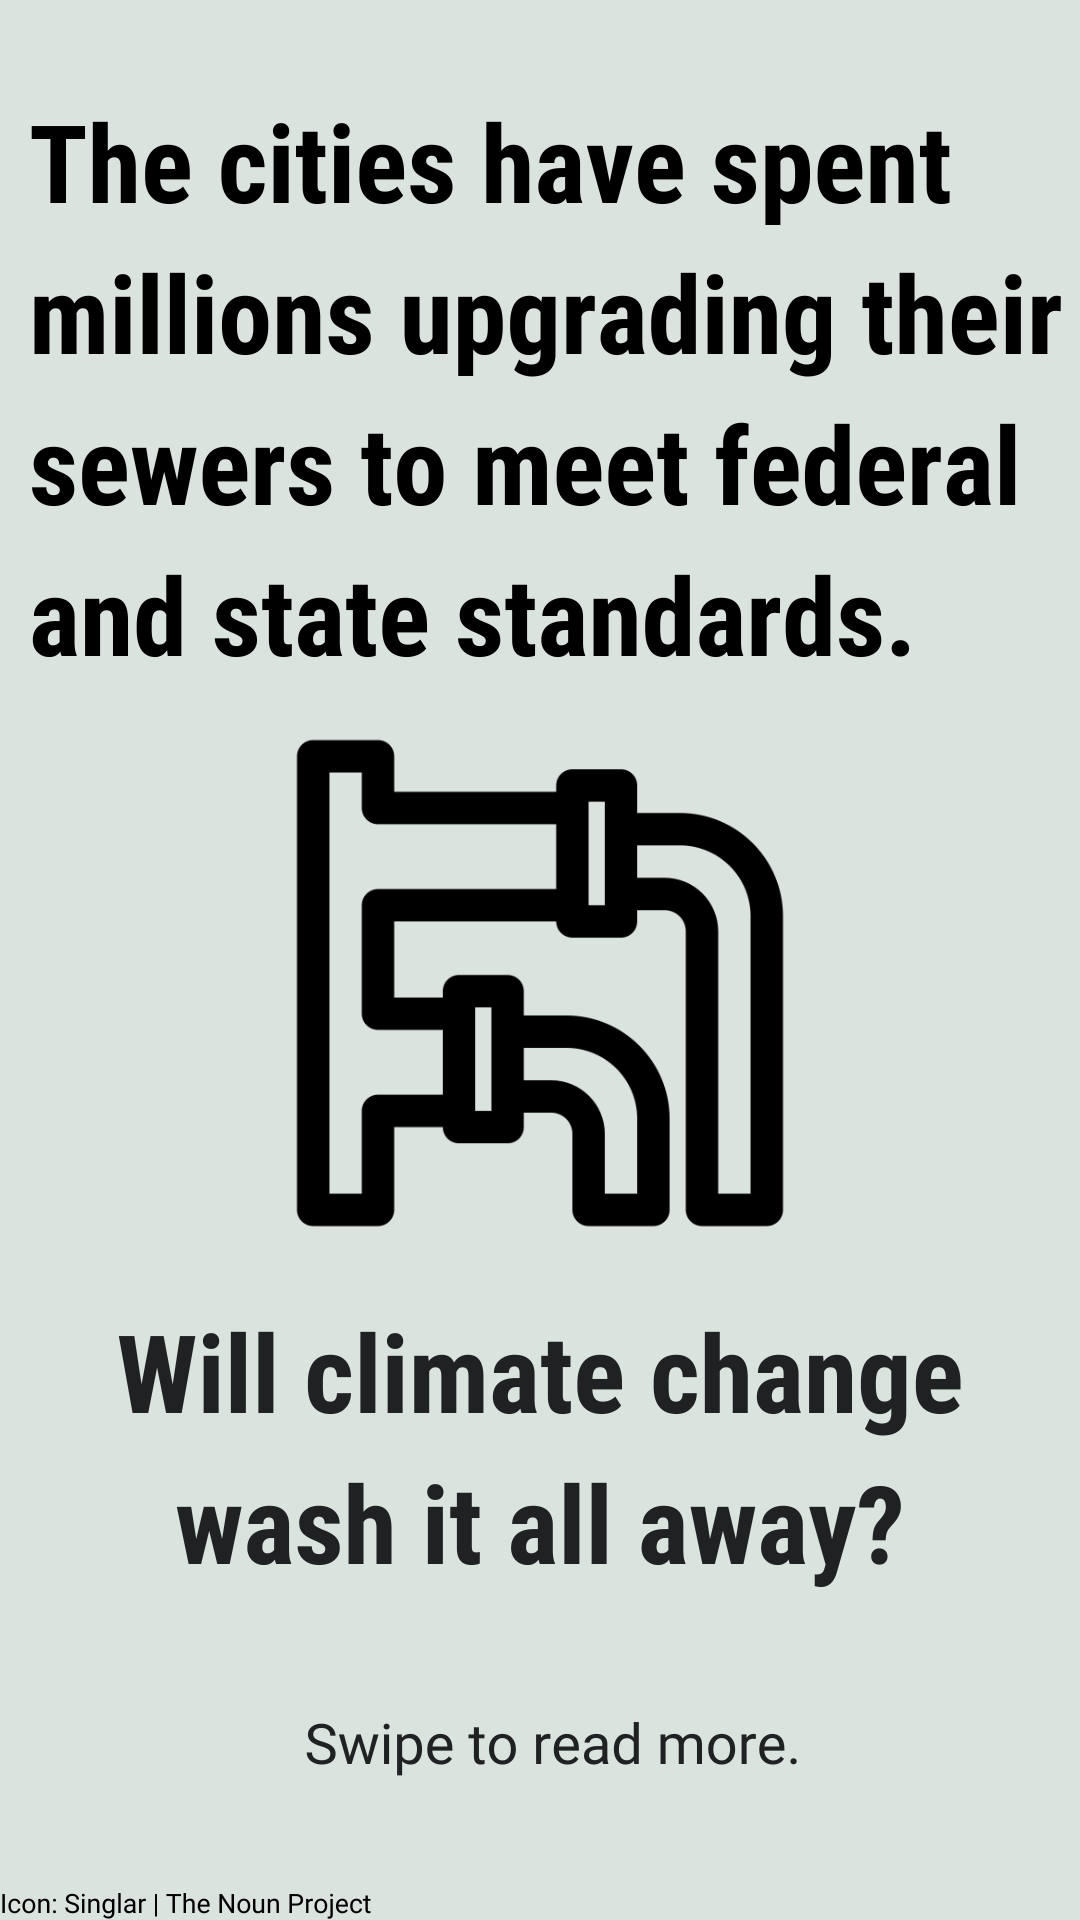 The cities have spent
millions upgrading their
sewers to meet federal
and state standards.
Will climate change
wash it all away?
Swipe to read more.
Icon: Singlar | The Noun Project